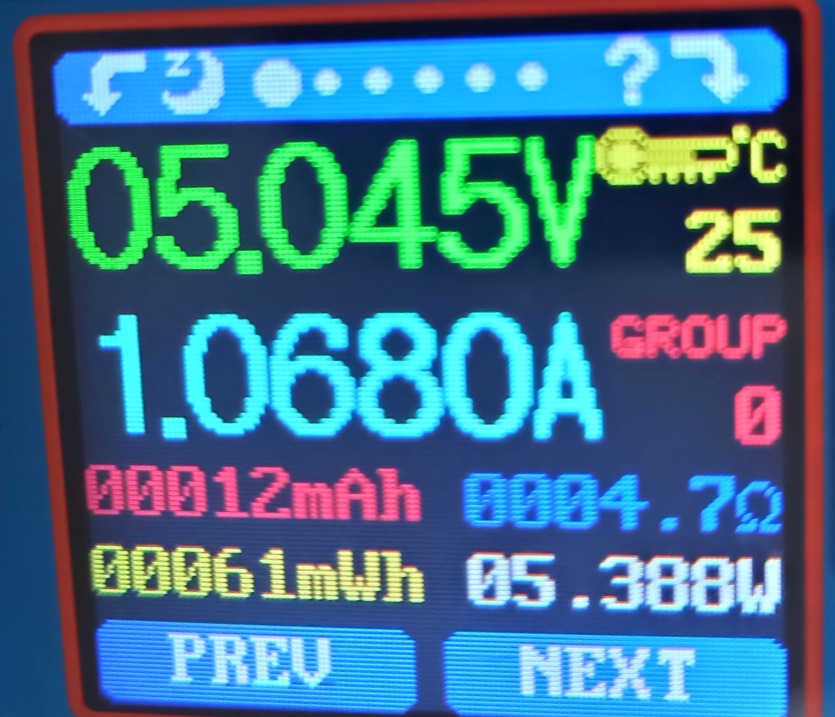 z ?
05.045V °C
25
1.0680A GROUP
0
00012mAh 0004.7Ω
00061mWh 05.388W
PREV NEXT